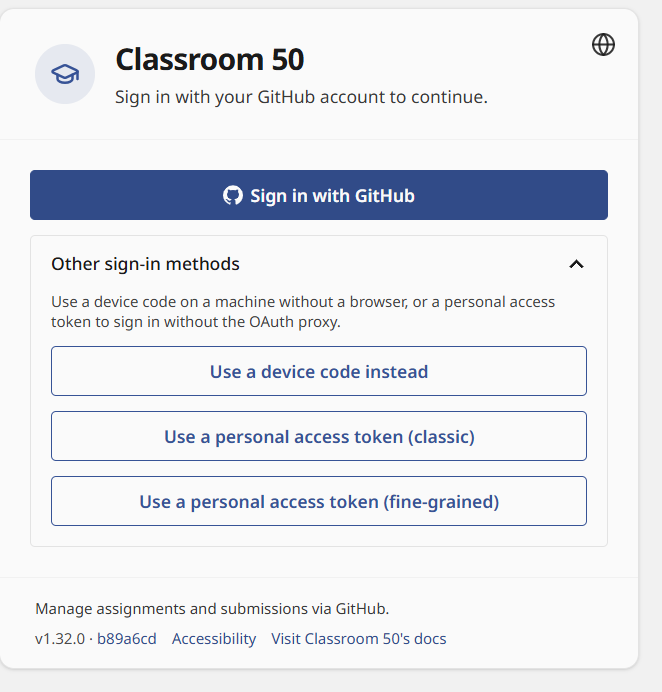 Classroom 50
Sign in with your GitHub account to continue.
Sign in with GitHub
Other sign-in methods
Use a device code on a machine without a browser, or a personal access
token to sign in without the OAuth proxy.
Use a device code instead
Use a personal access token (classic)
Use a personal access token (fine-grained)
Manage assignments and submissions via GitHub.
v1.32.0 · b89a6cd Accessibility Visit Classroom 50's docs